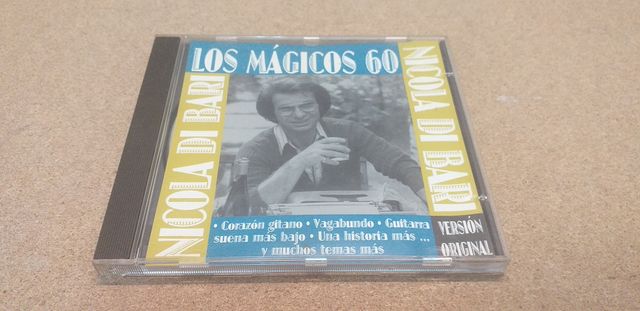 LOS MÁGICOS 60
NICOLA DI BARI
NICOLA DI BARI
• Corazón gitano • Vagabundo • Guitarra
suena más bajo • Una historia más ...
y muchos temas más
VERSIÓN
ORIGINAL